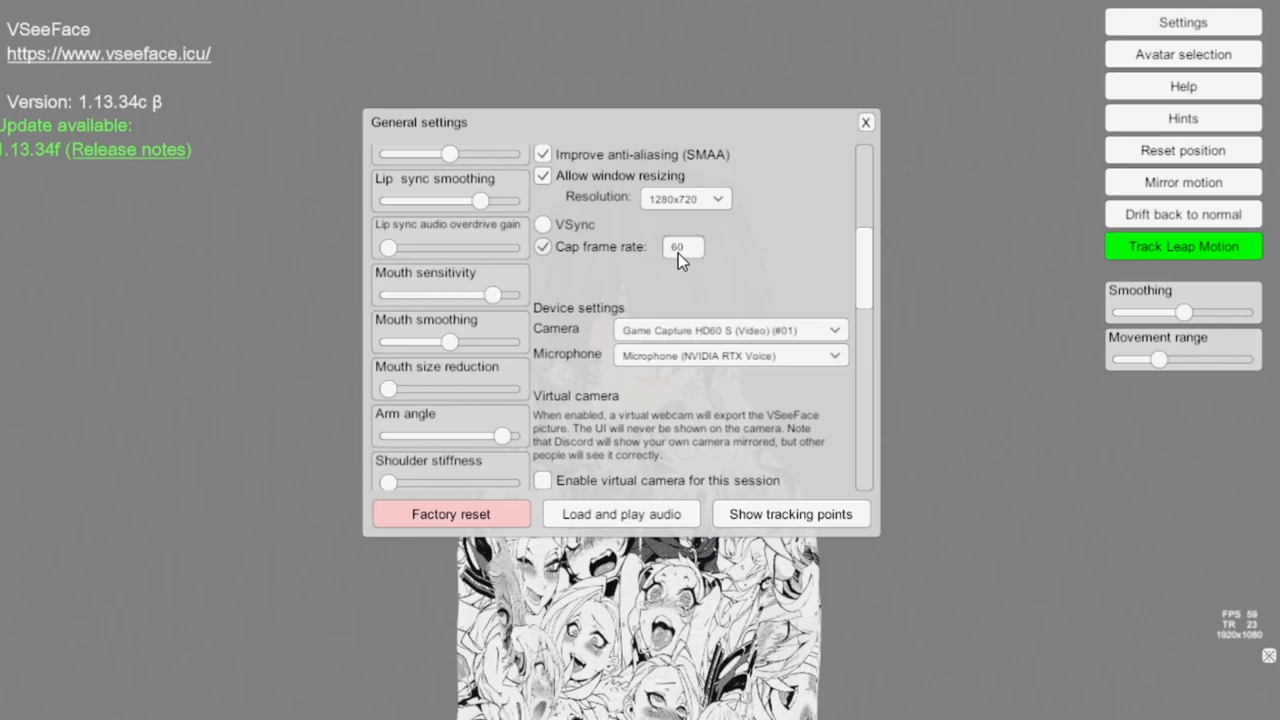 VSeeFace
https://www.vseeface.icu/
Version: 1.13.34c β
Update available:
1.13.34f (Release notes)
General settings
X
Lip sync smoothing
Lip sync audio overdrive gain
Mouth sensitivity
Mouth smoothing
Mouth size reduction
Arm angle
Shoulder stiffness
Improve anti-aliasing (SMAA)
Allow window resizing
Resolution: 1280x720
VSync
Cap frame rate: 60
Device settings
Camera Game Capture HD60 S (Video) (#01)
Microphone Microphone (NVIDIA RTX Voice)
Virtual camera
When enabled, a virtual webcam will export the VSeeFace
picture. The UI will never be shown on the camera. Note
that Discord will show your own camera mirrored, but other
people will see it correctly.
Enable virtual camera for this session
Factory reset
Load and play audio
Show tracking points
Settings
Avatar selection
Help
Hints
Reset position
Mirror motion
Drift back to normal
Track Leap Motion
Smoothing
Movement range
FPS 59
TR 23
1920x1080